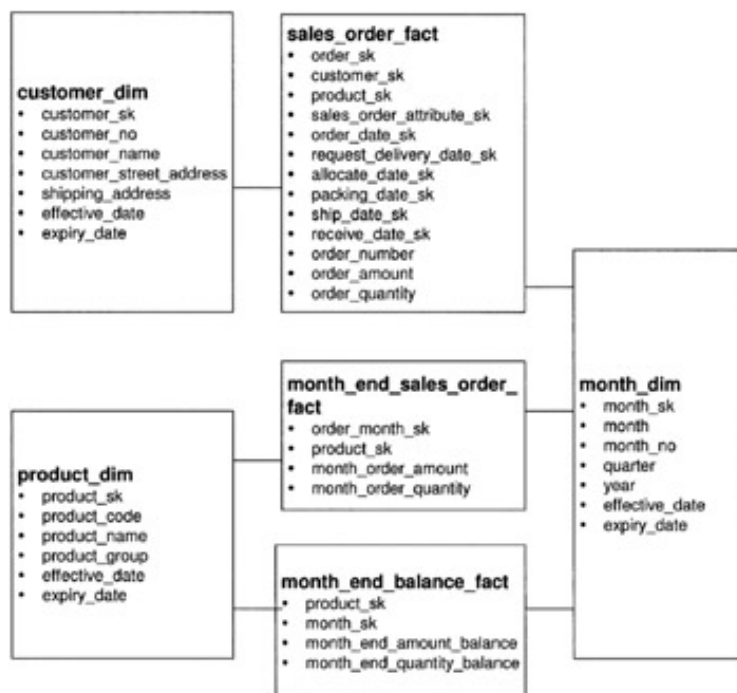 customer_dim
• customer_sk
• customer_no
• customer_name
• customer_street_address
• shipping_address
• effective_date
• expiry_date
sales_order_fact
• order_sk
• customer_sk
• product_sk
• sales_order_attribute_sk
• order_date_sk
• request_delivery_date_sk
• allocate_date_sk
• packing_date_sk
• ship_date_sk
• receive_date_sk
• order_number
• order_amount
• order_quantity
product_dim
• product_sk
• product_code
• product_name
• product_group
• effective_date
• expiry_date
month_end_sales_order_
fact
• order_month_sk
• product_sk
• month_order_amount
• month_order_quantity
month_end_balance_fact
• product_sk
• month_sk
• month_end_amount_balance
• month_end_quantity_balance
month_dim
• month_sk
• month
• month_no
• quarter
• year
• effective_date
• expiry_date